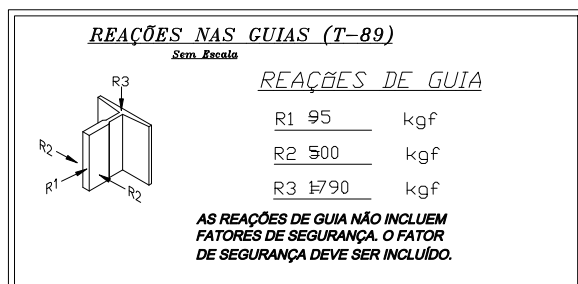 REAÇÕES NAS GUIAS (T-89)
Sem Escala
REAÇÕES DE GUIA
R3
R1 =95 kgf
R2
R2 =500 kgf
R1
R2
R3 =1790 kgf
AS REAÇÕES DE GUIA NÃO INCLUEM
FATORES DE SEGURANÇA. O FATOR
DE SEGURANÇA DEVE SER INCLUÍDO.